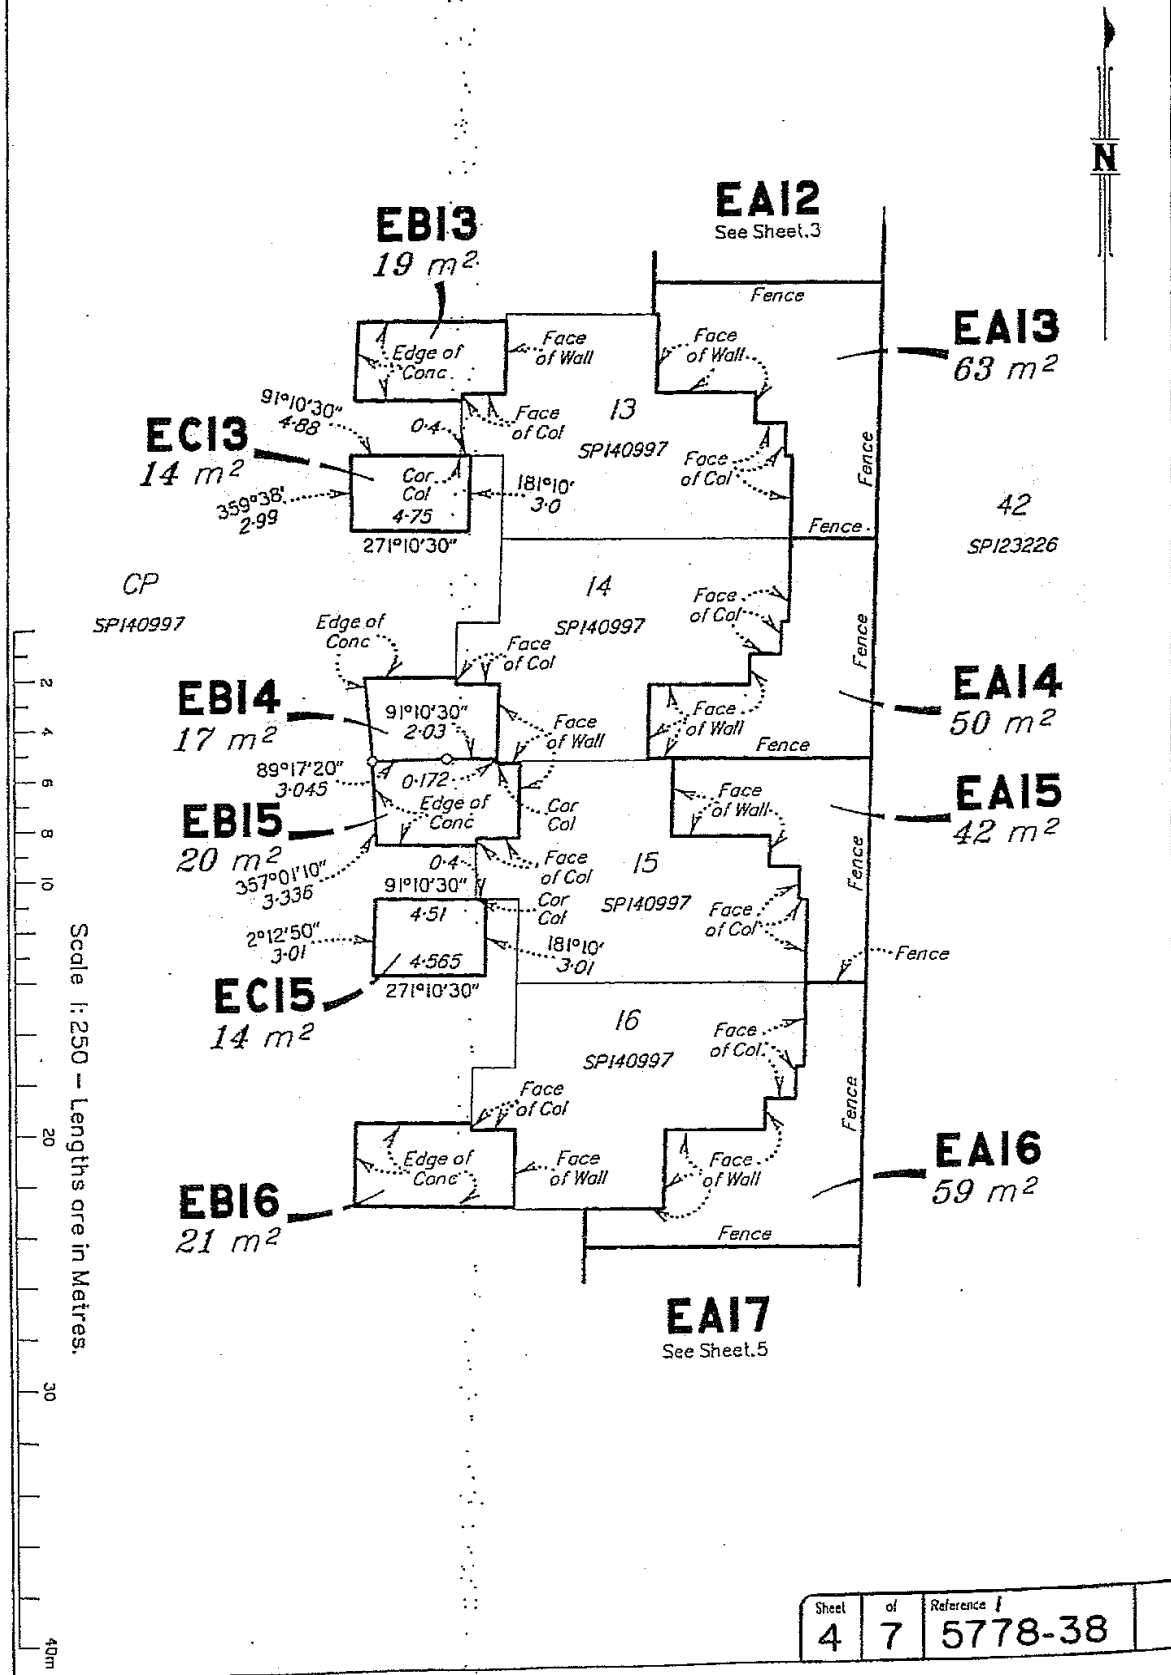 N
EA12
See Sheet.3
EB13
19 m²
Fence
EA13
63 m²
Face
of Wall
Face
of Wall
Edge of
Conc
91°10'30"
4.88
0.4
Face
of Col
13
SP140997
EC13
14 m²
Cor
Col
4.75
181°10'
3.0
359°38'
2.99
271°10'30"
Face
of Col
Fence
Fence
42
SP123226
CP
SP140997
14
SP140997
Face
of Col
Edge of
Conc
Face
of Col
Fence
EB14
17 m²
91°10'30"
2.03
Face
of Wall
Face
of Wall
Fence
EA14
50 m²
89°17'20"
3.045
0.172
Edge of
Conc
Cor
Col
Face
of Wall
EA15
42 m²
EB15
20 m²
357°01'10"
3.336
0.4
91°10'30"
Face
of Col
15
SP140997
Fence
4.51
Cor
Col
Face
of Col
2°12'50"
3.01
4.565
181°10'
3.01
Fence
EC15
14 m²
271°10'30"
16
SP140997
Face
of Col.
Face
of Col
Fence
Edge of
Conc
Face
of Wall
Face
of Wall
EB16
21 m²
EA16
59 m²
Fence
EA17
See Sheet.5
2
4
6
8
10
20
30
40m
Scale 1:250 – Lengths are in Metres.
Sheet of Reference
4 7 5778-38